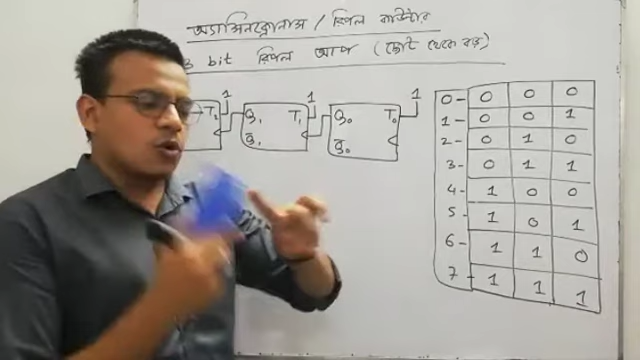 অ্যাসিনক্রোনাস / রিপল কাউন্টার
3 bit রিপল আপ (ছোট থেকে বড়)
1 1 1
T₂ Q₁ T₁ Q₀ T₀
Q̅₁ Q̅₀
0 - 0 0 0
1 - 0 0 1
2 - 0 1 0
3 - 0 1 1
4 - 1 0 0
5 - 1 0 1
6 - 1 1 0
7 - 1 1 1